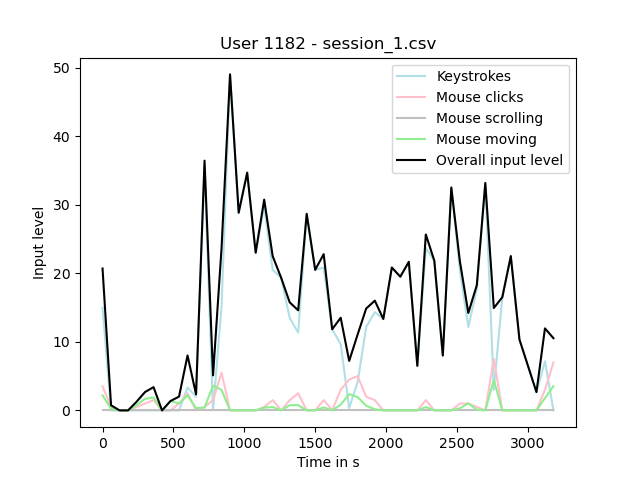 User 1182 - session_1.csv
50
40
30
20
10
0
Input level
Keystrokes
Mouse clicks
Mouse scrolling
Mouse moving
Overall input level
0 500 1000 1500 2000 2500 3000
Time in s